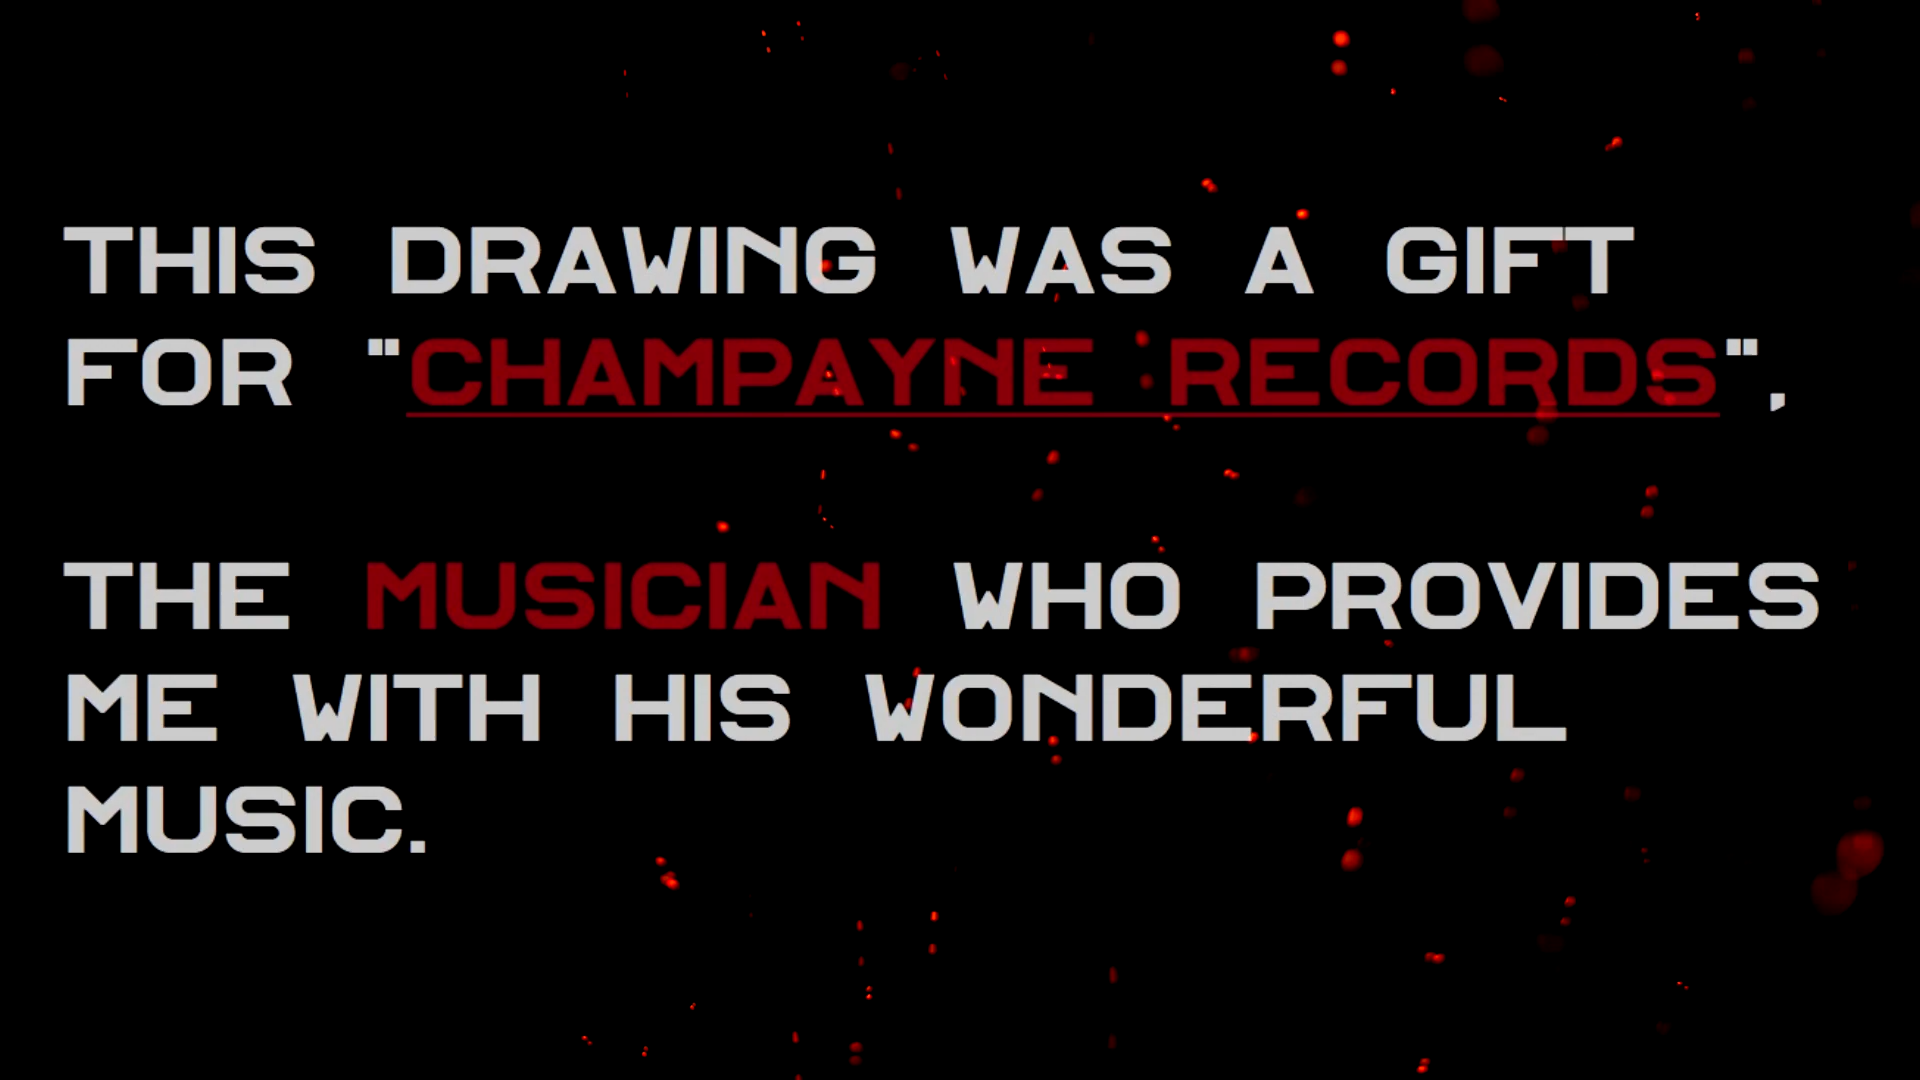 THIS DRAWING WAS A GIFT
FOR "CHAMPAYNE RECORDS",
THE MUSICIAN WHO PROVIDES
ME WITH HIS WONDERFUL
MUSIC.